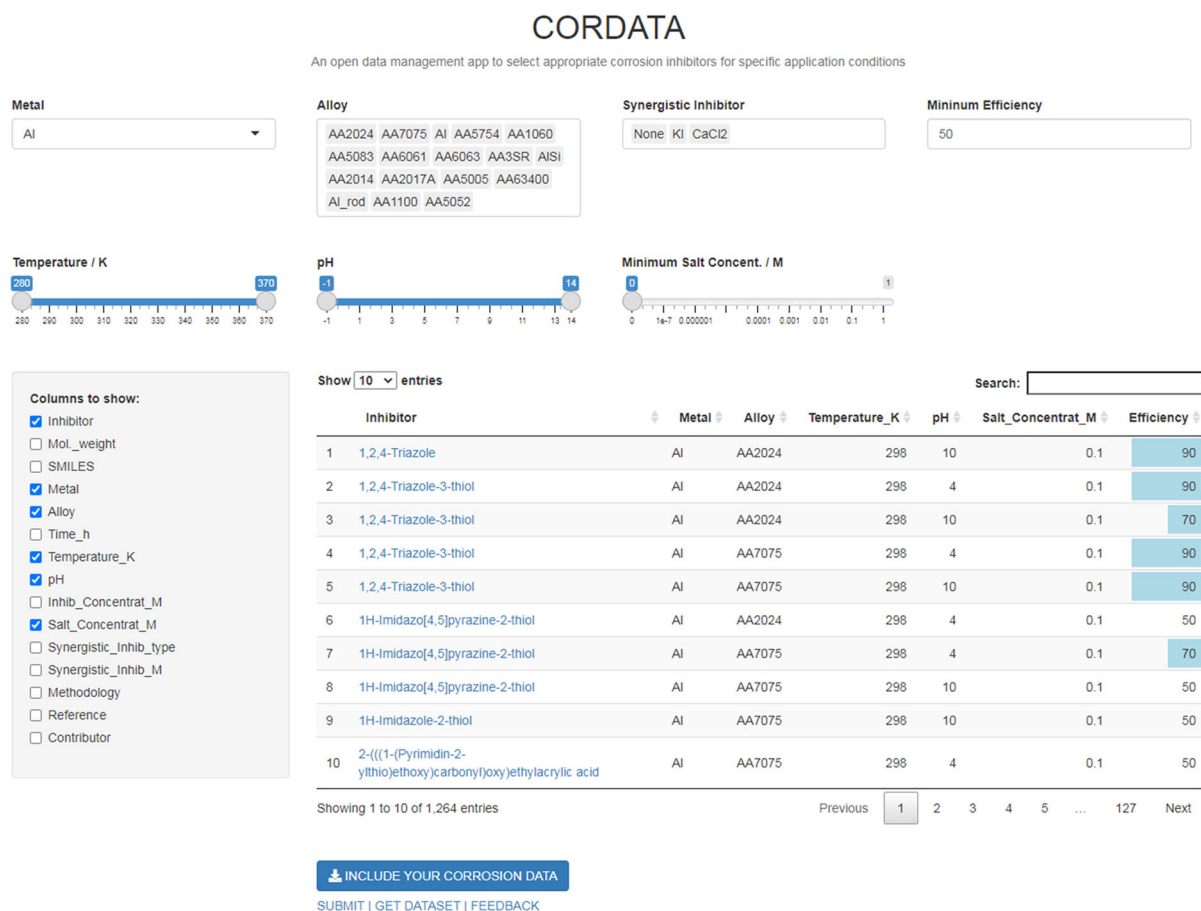 CORDATA
An open data management app to select appropriate corrosion inhibitors for specific application conditions
Metal
Al
Alloy
AA2024 AA7075 Al AA5754 AA1060
AA5083 AA6061 AA6063 AA3SR AlSi
AA2014 AA2017A AA5005 AA63400
Al_rod AA1100 AA5052
Synergistic Inhibitor
None KI CaCl2
Mininum Efficiency
50
Temperature / K
280 370
280 290 300 310 320 330 340 350 360 370
pH
-1 14
-1 1 3 5 7 9 11 13 14
Minimum Salt Concent. / M
0 1
0 1e-7 0.000001 0.0001 0.001 0.01 0.1 1
Columns to show:
Inhibitor
Mol._weight
SMILES
Metal
Alloy
Time_h
Temperature_K
pH
Inhib_Concentrat_M
Salt_Concentrat_M
Synergistic_Inhib_type
Synergistic_Inhib_M
Methodology
Reference
Contributor
Show 10 entries
Search:
Inhibitor Metal Alloy Temperature_K pH Salt_Concentrat_M Efficiency
1 1,2,4-Triazole Al AA2024 298 10 0.1 90
2 1,2,4-Triazole-3-thiol Al AA2024 298 4 0.1 90
3 1,2,4-Triazole-3-thiol Al AA2024 298 10 0.1 70
4 1,2,4-Triazole-3-thiol Al AA7075 298 4 0.1 90
5 1,2,4-Triazole-3-thiol Al AA7075 298 10 0.1 90
6 1H-Imidazo[4,5]pyrazine-2-thiol Al AA2024 298 4 0.1 50
7 1H-Imidazo[4,5]pyrazine-2-thiol Al AA7075 298 4 0.1 70
8 1H-Imidazo[4,5]pyrazine-2-thiol Al AA7075 298 10 0.1 50
9 1H-Imidazole-2-thiol Al AA7075 298 10 0.1 50
10 2-(((1-(Pyrimidin-2-
ylthio)ethoxy)carbonyl)oxy)ethylacrylic acid Al AA7075 298 4 0.1 50
Showing 1 to 10 of 1,264 entries
Previous 1 2 3 4 5 ... 127 Next
INCLUDE YOUR CORROSION DATA
SUBMIT | GET DATASET | FEEDBACK